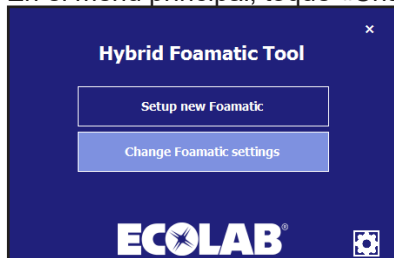 En el menú principal, toque
×
Hybrid Foamatic Tool
Setup new Foamatic
Change Foamatic settings
ECOLAB®